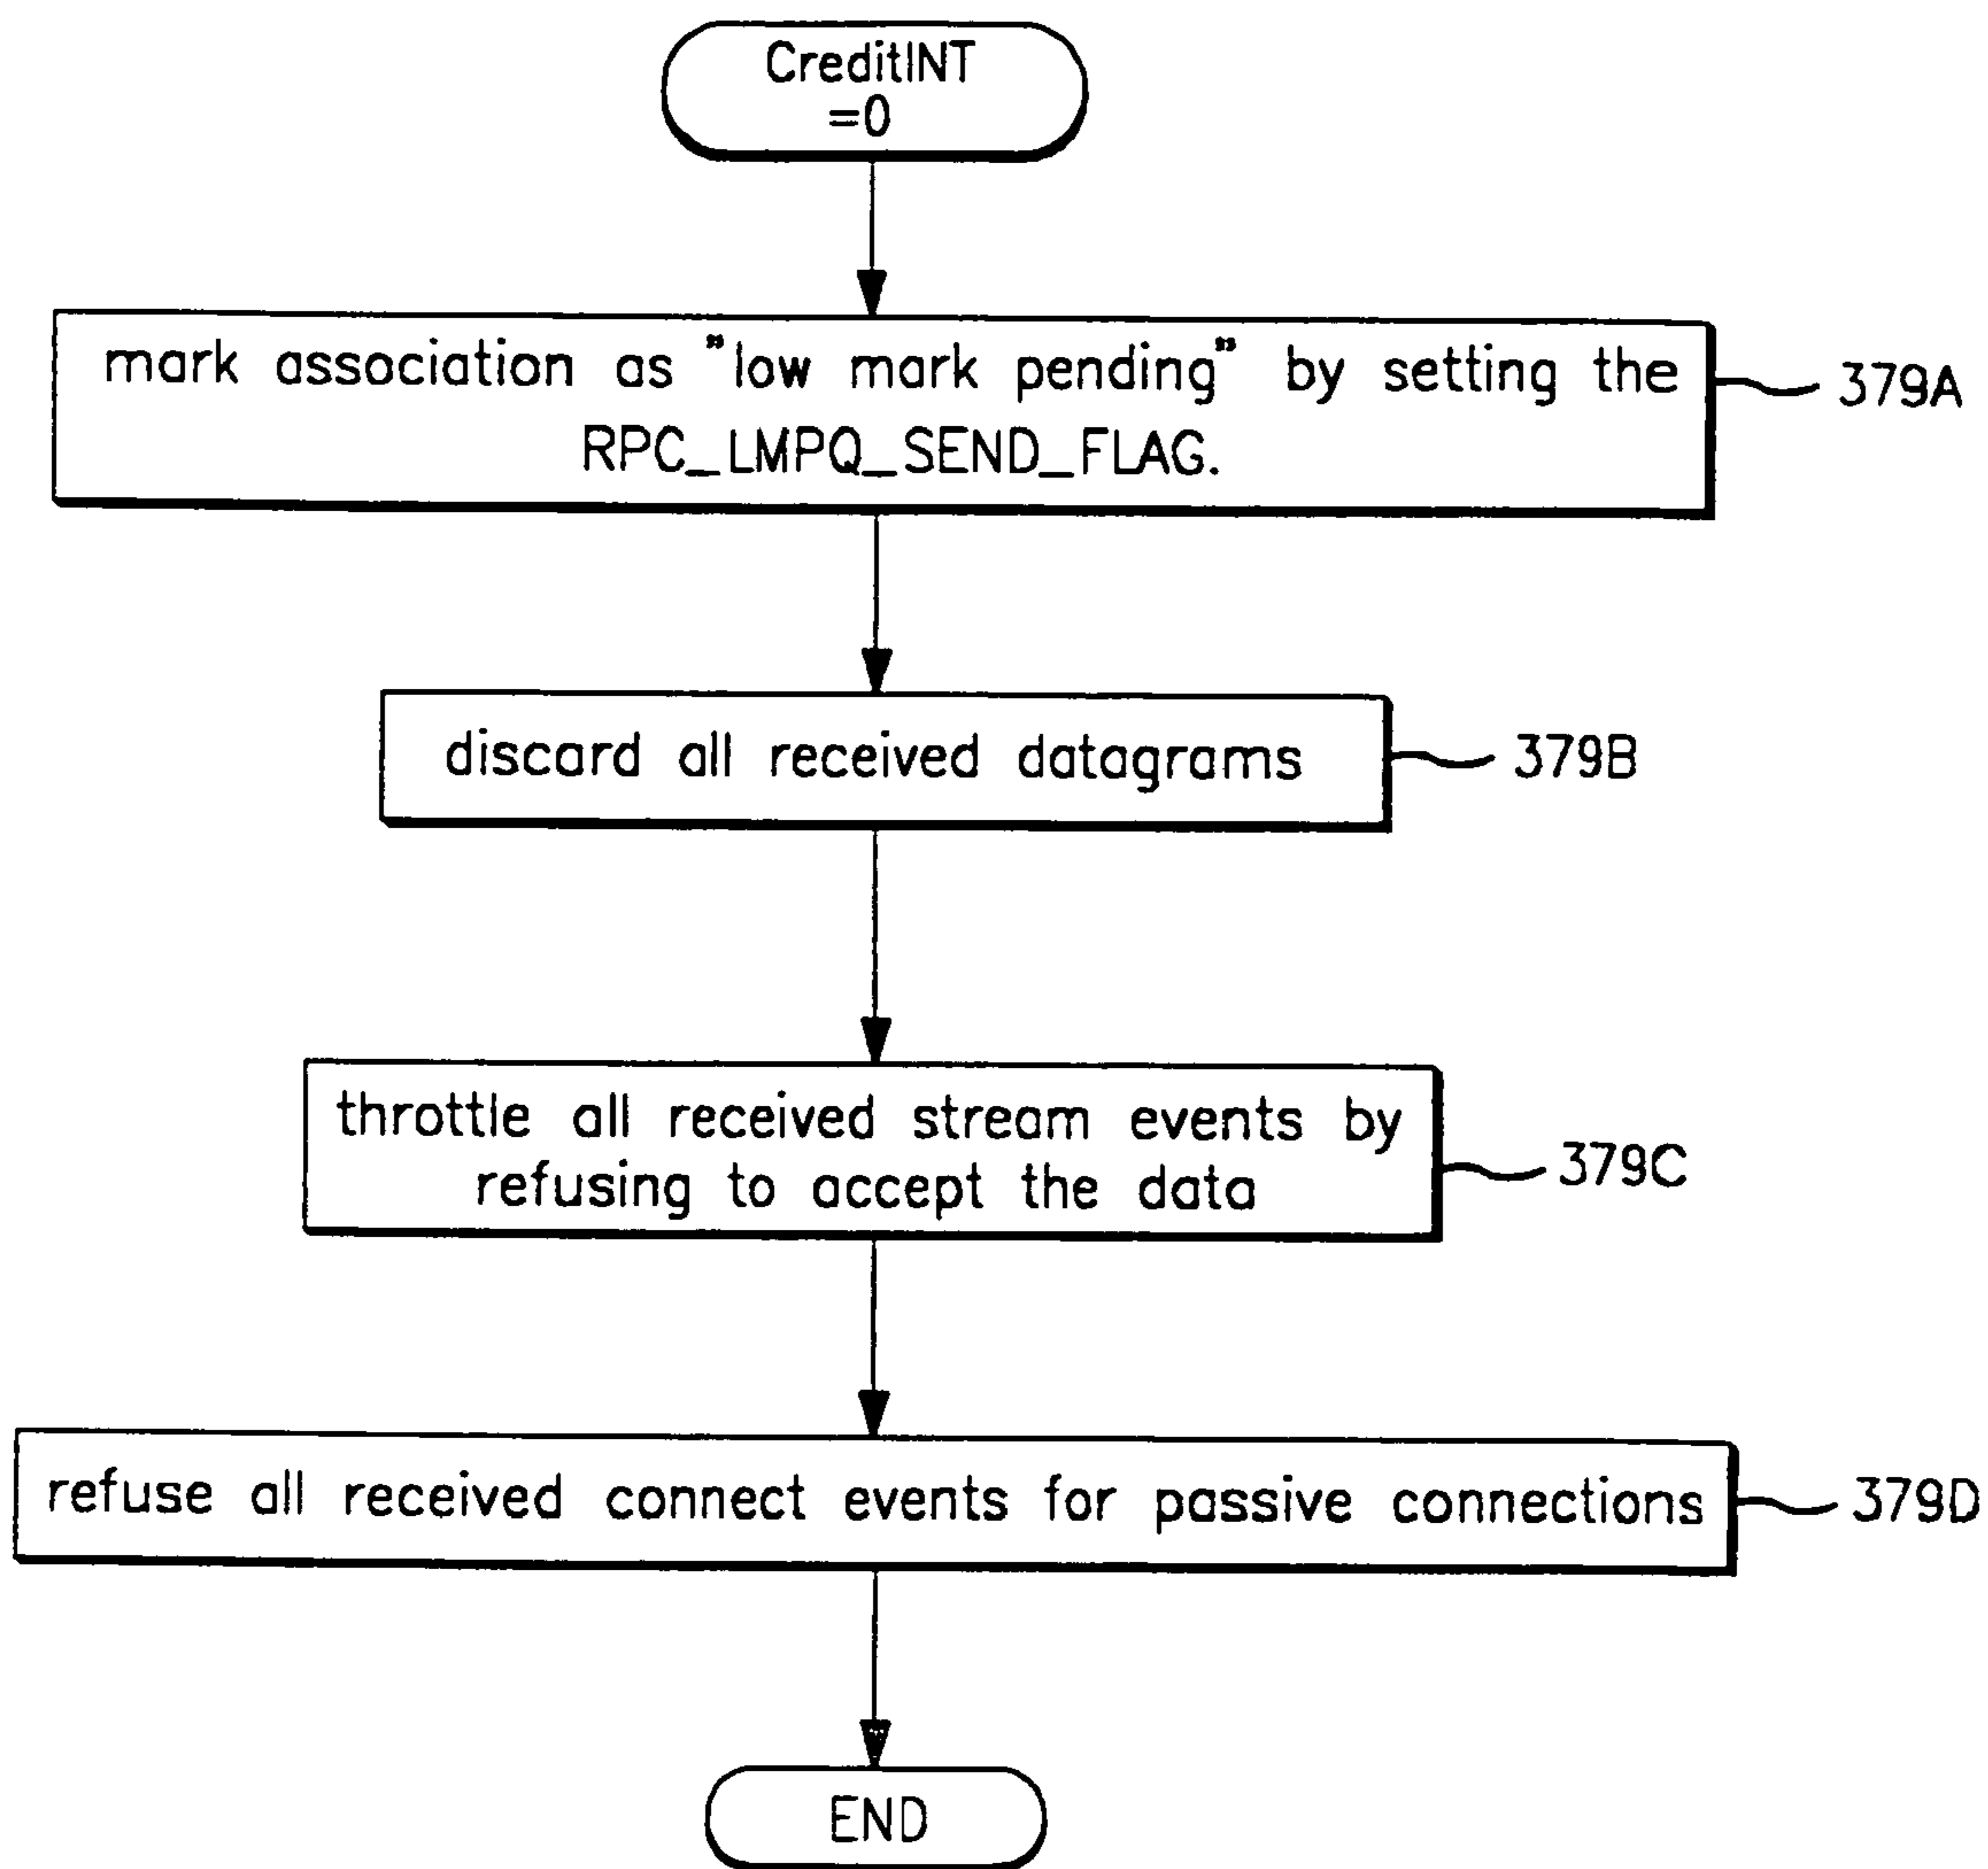 CreditINT
=0
mark association as "low mark pending" by setting the
RPC_LMPQ_SEND_FLAG.
379A
discard all received datagrams
379B
throttle all received stream events by
refusing to accept the data
379C
refuse all received connect events for passive connections
379D
END